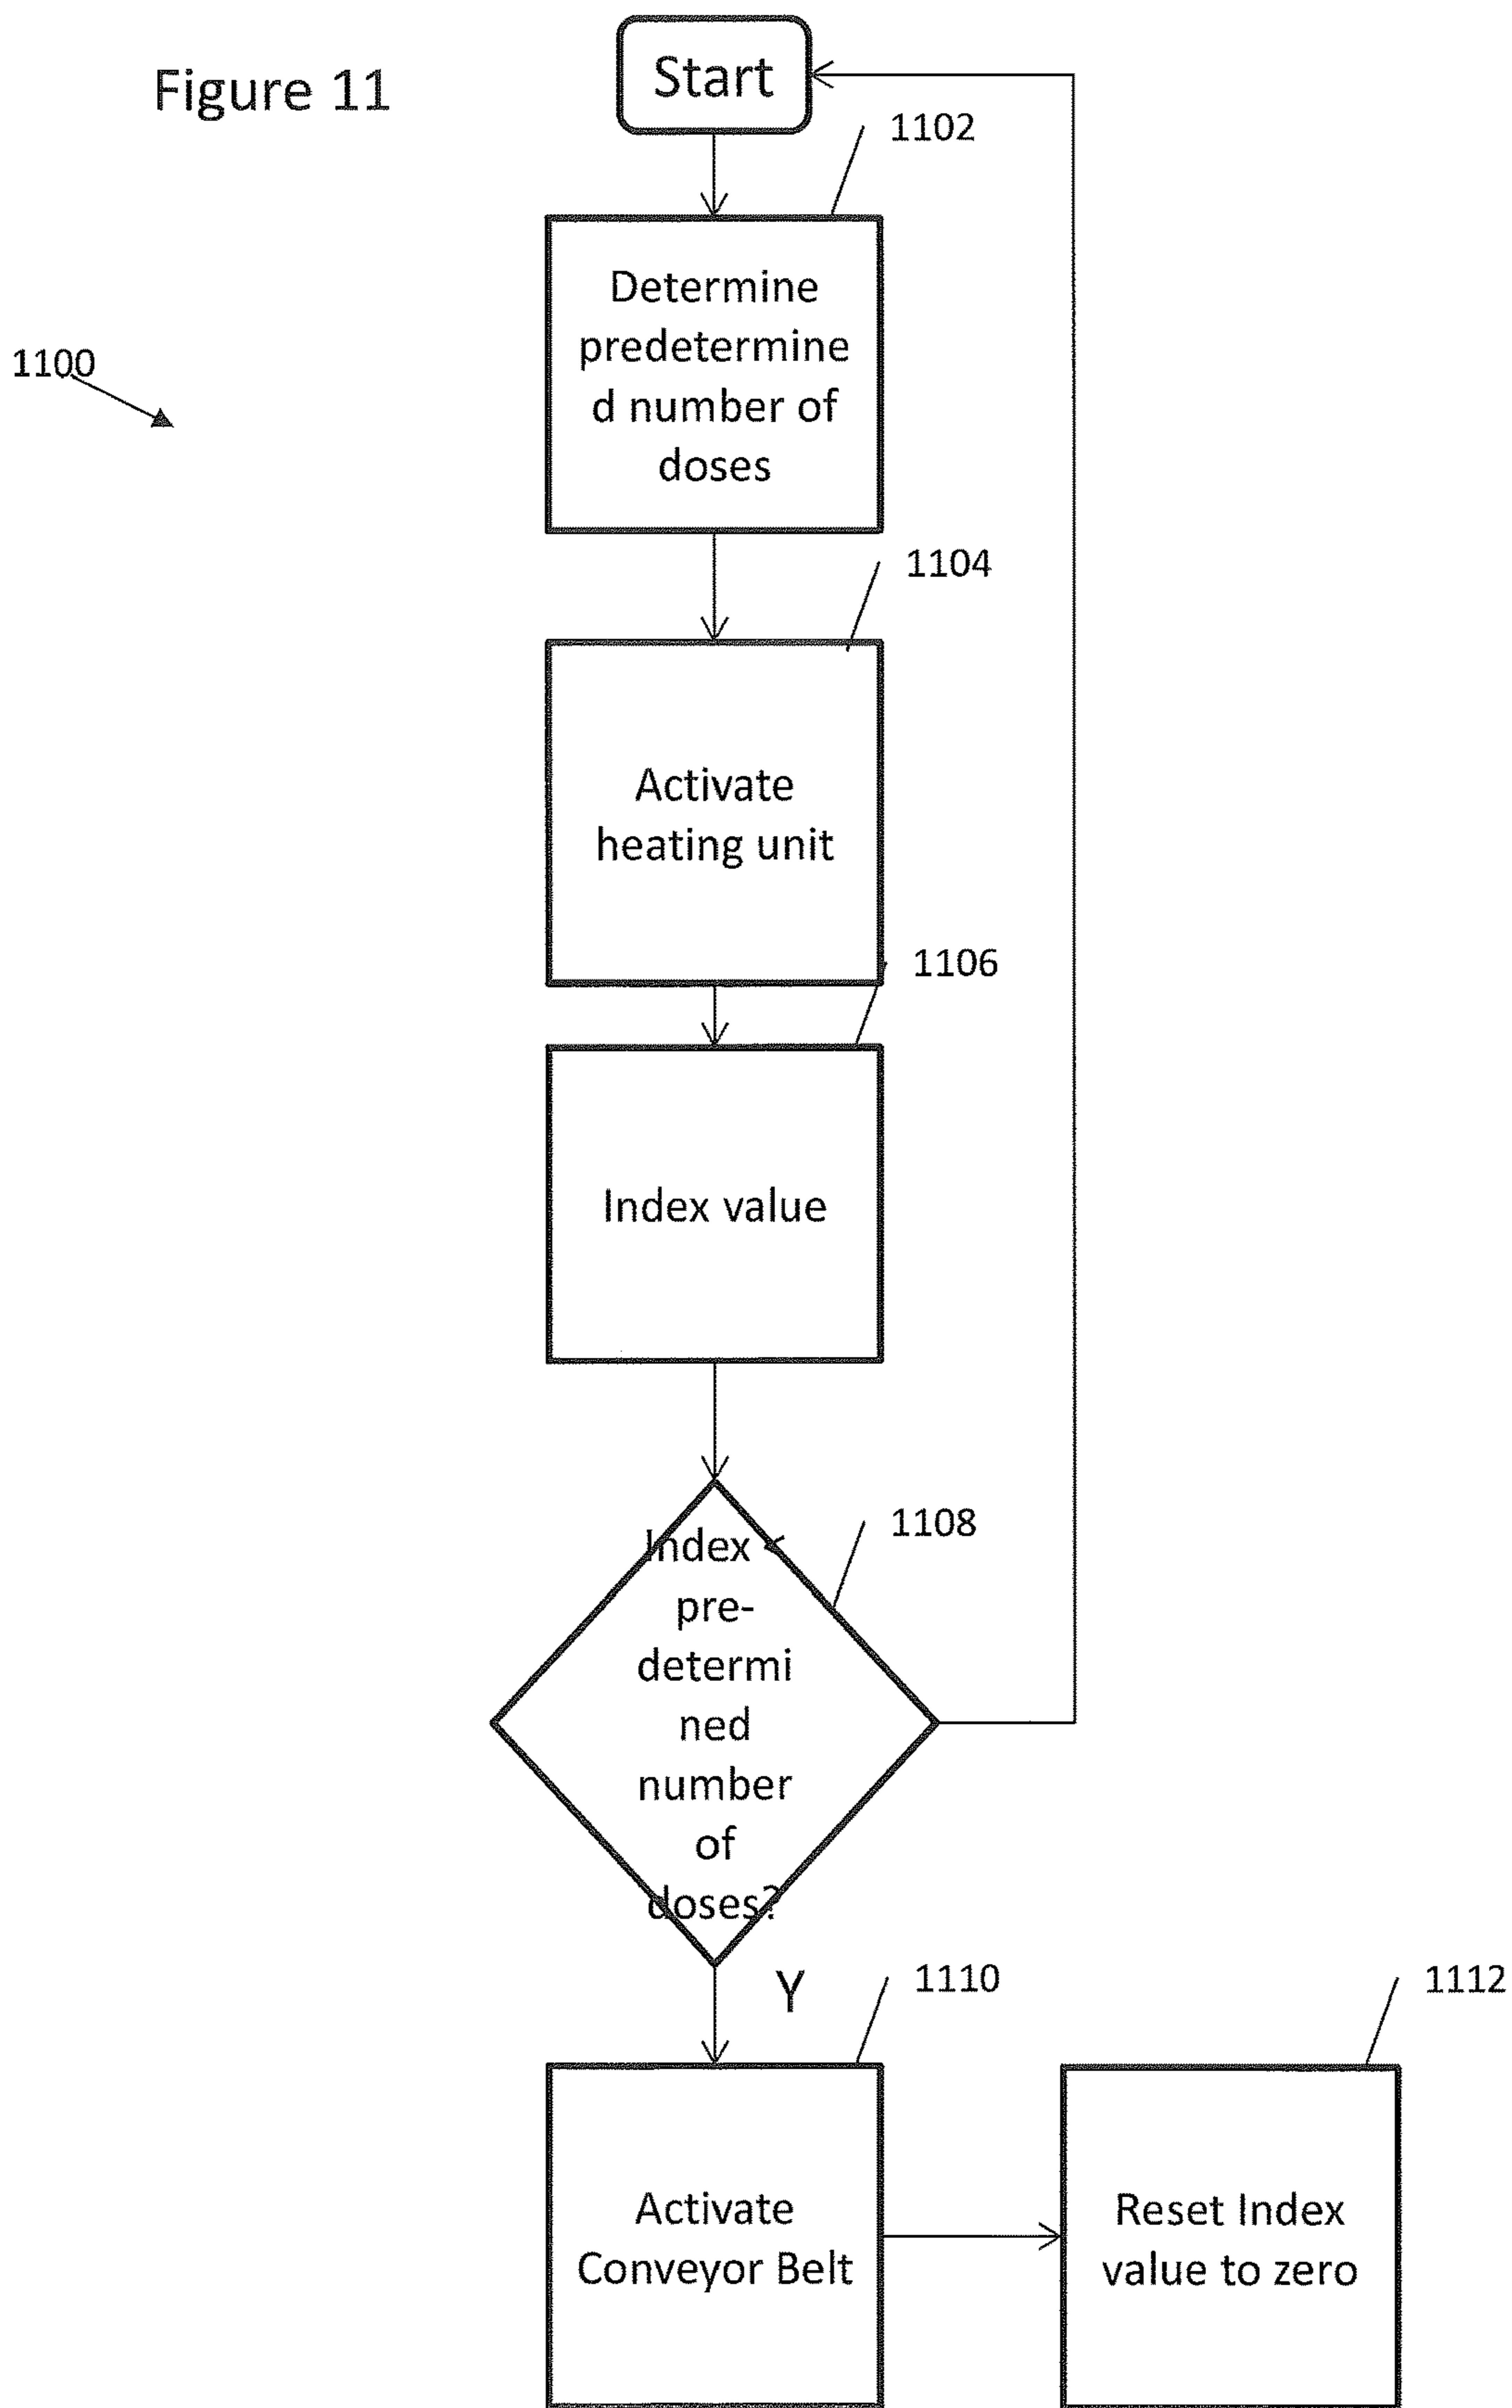 Figure 11
Start
1102
Determine
predetermine
d number of
doses
1100
1104
Activate
heating unit
1106
Index value
1108
Index <
pre-
determi
ned
number
of
doses?
Y
1110
1112
Activate
Conveyor Belt
Reset Index
value to zero